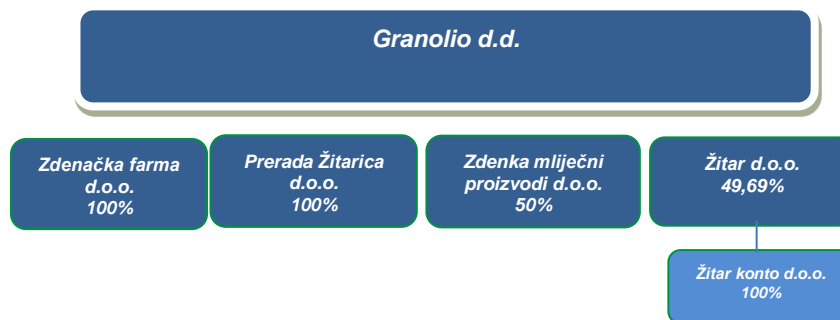 Granolio d.d.
Zdenačka farma
d.o.o.
100%
Prerada Žitarica
d.o.o.
100%
Zdenka mliječni
proizvodi d.o.o.
50%
Žitar d.o.o.
49,69%
Žitar konto d.o.o.
100%